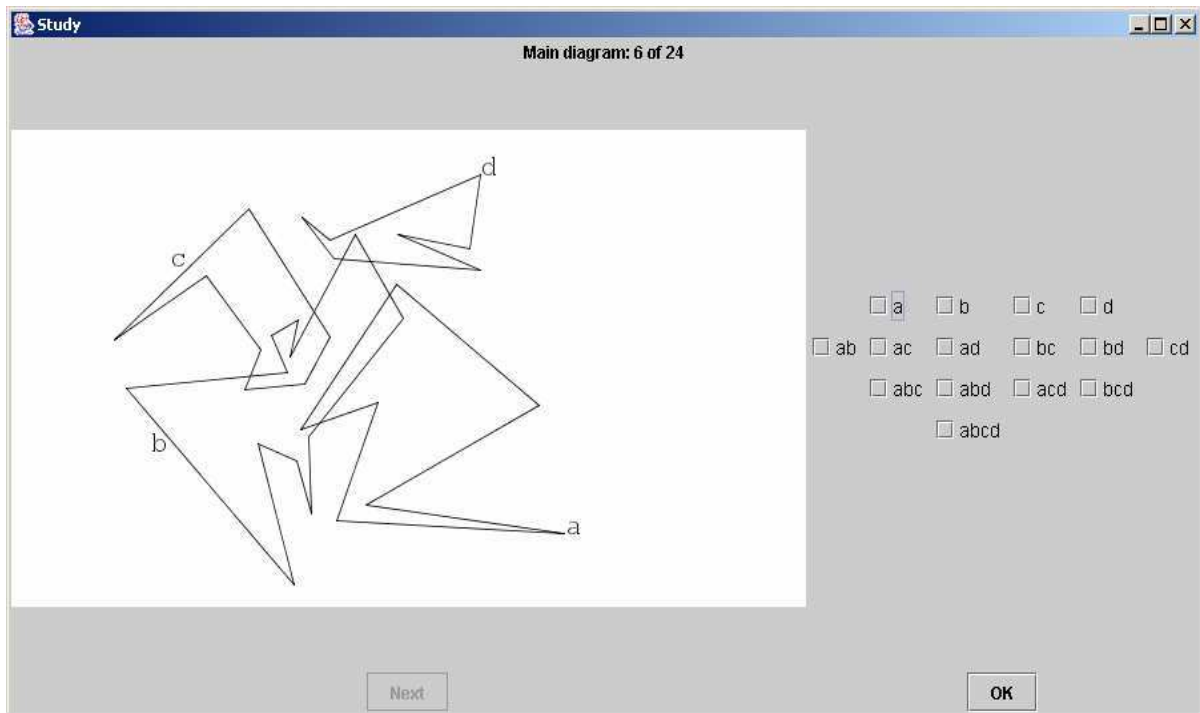 Study
Main diagram: 6 of 24
d
c
b
a
a b c d
ab ac ad bc bd cd
abc abd acd bcd
abcd
Next OK